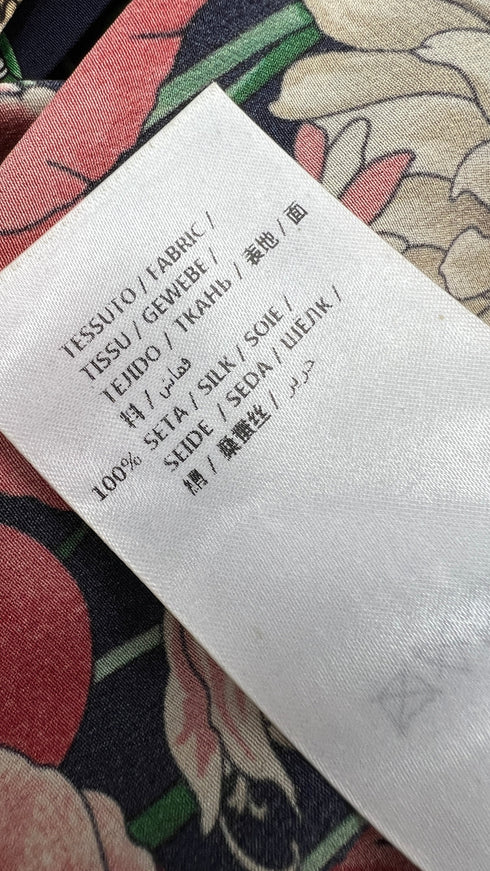 TESSUTO / FABRIC /
TISSU / GEWEBE /
TEJIDO / ТКАНЬ / 表地 / 面
料 / قماش
100% SETA / SILK / SOIE /
SEIDE / SEDA / ШЕЛК /
絹 / 桑蚕丝 / حرير